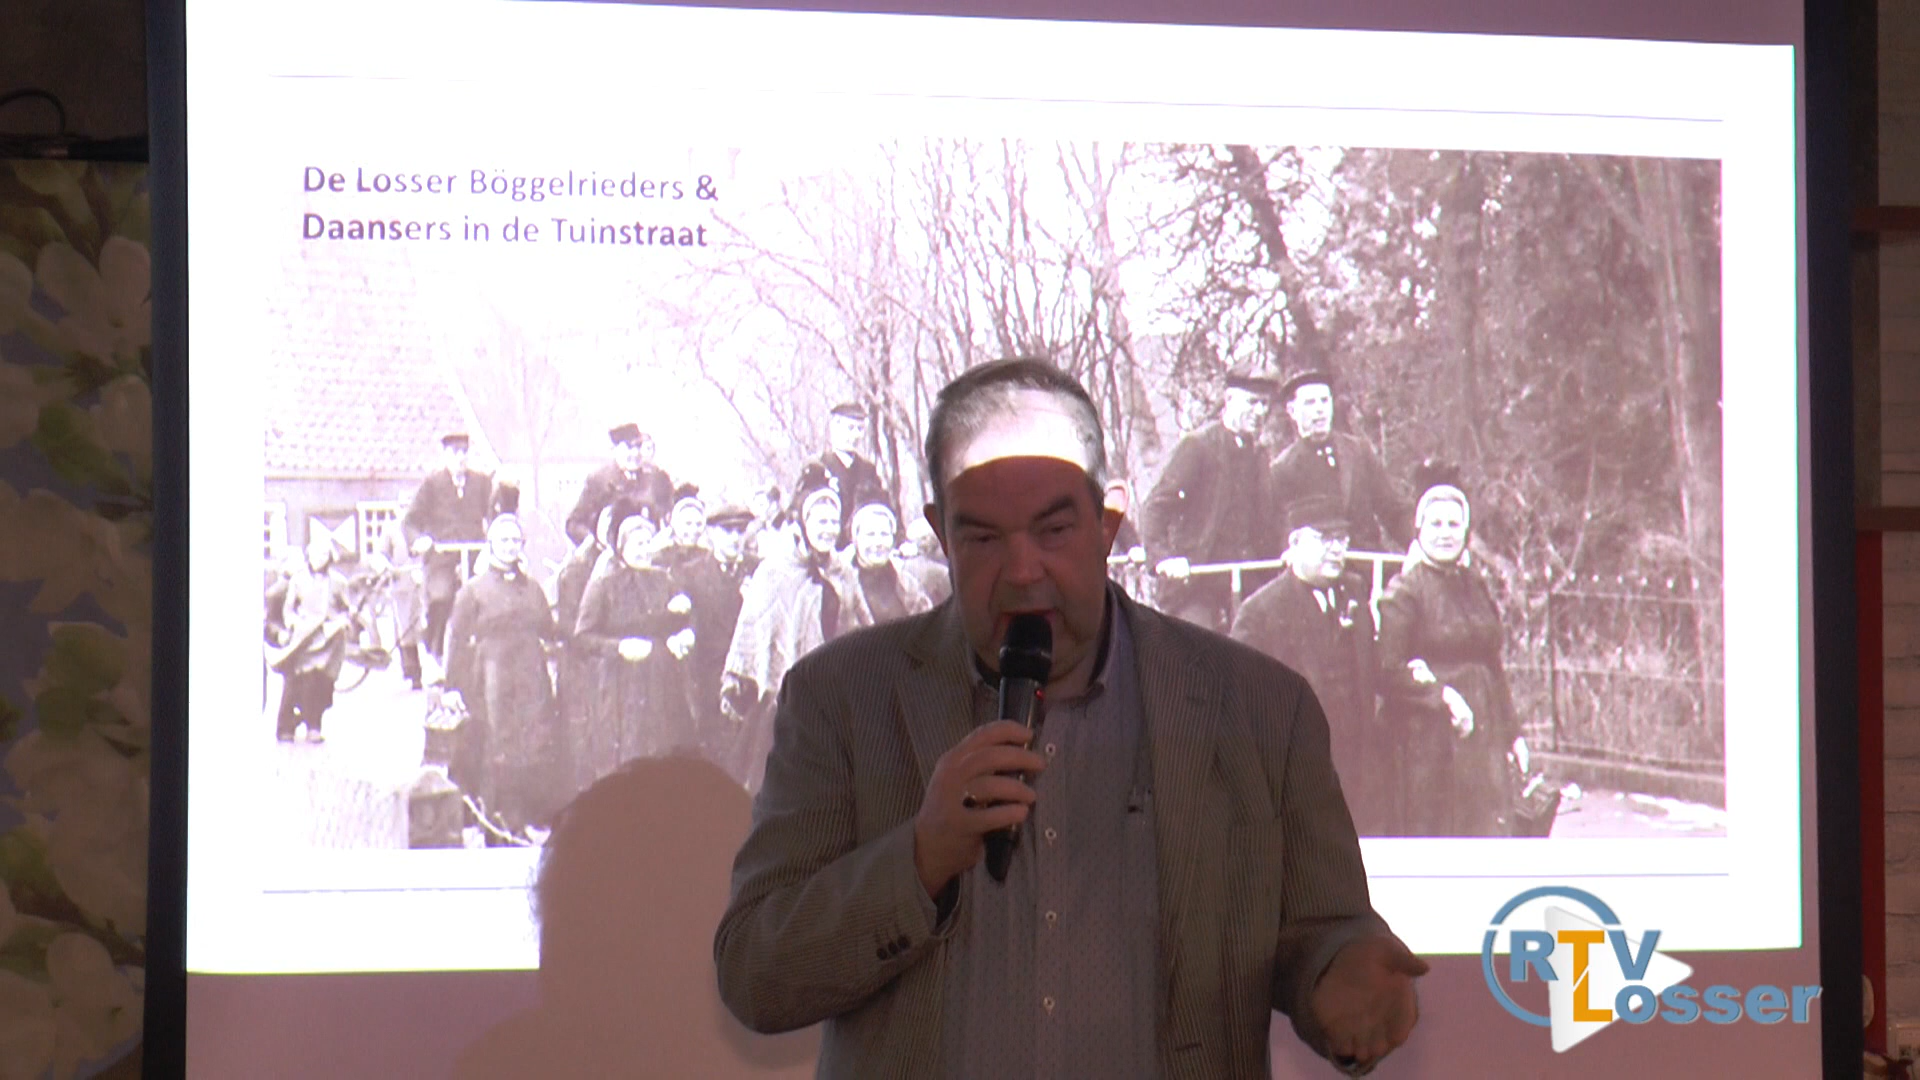 De Losser Böggelrieders &
Daansers in de Tuinstraat
RTV
Losser